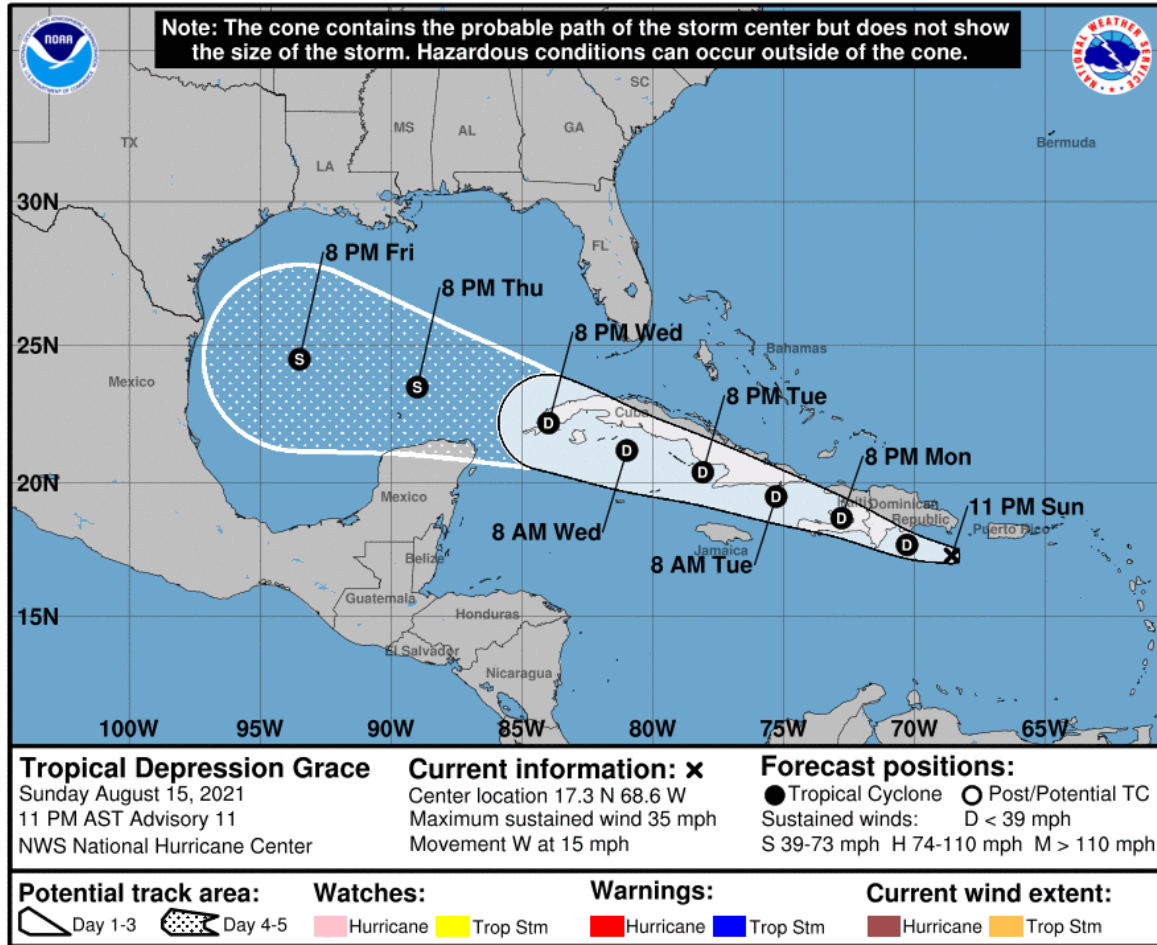 Note: The cone contains the probable path of the storm center but does not show
the size of the storm. Hazardous conditions can occur outside of the cone.
NOAA
NATIONAL WEATHER SERVICE
SC
MS
AL
GA
TX
LA
Bermuda
30N
FL
8 PM Fri
8 PM Thu
8 PM Wed
25N
Bahamas
Mexico
8 PM Tue
Cuba
8 PM Mon
20N
Mexico
Haiti
Dominican
Republic
11 PM Sun
Puerto Rico
8 AM Wed
Jamaica
8 AM Tue
Belize
Guatemala
15N
Honduras
El Salvador
Nicaragua
S
S
D
D
D
D
D
D
100W 95W 90W 85W 80W 75W 70W 65W
Tropical Depression Grace
Sunday August 15, 2021
11 PM AST Advisory 11
NWS National Hurricane Center
Current information: x
Center location 17.3 N 68.6 W
Maximum sustained wind 35 mph
Movement W at 15 mph
Forecast positions:
Tropical Cyclone Post/Potential TC
Sustained winds: D < 39 mph
S 39-73 mph H 74-110 mph M > 110 mph
Potential track area:
Day 1-3 Day 4-5
Watches:
Hurricane Trop Stm
Warnings:
Hurricane Trop Stm
Current wind extent:
Hurricane Trop Stm